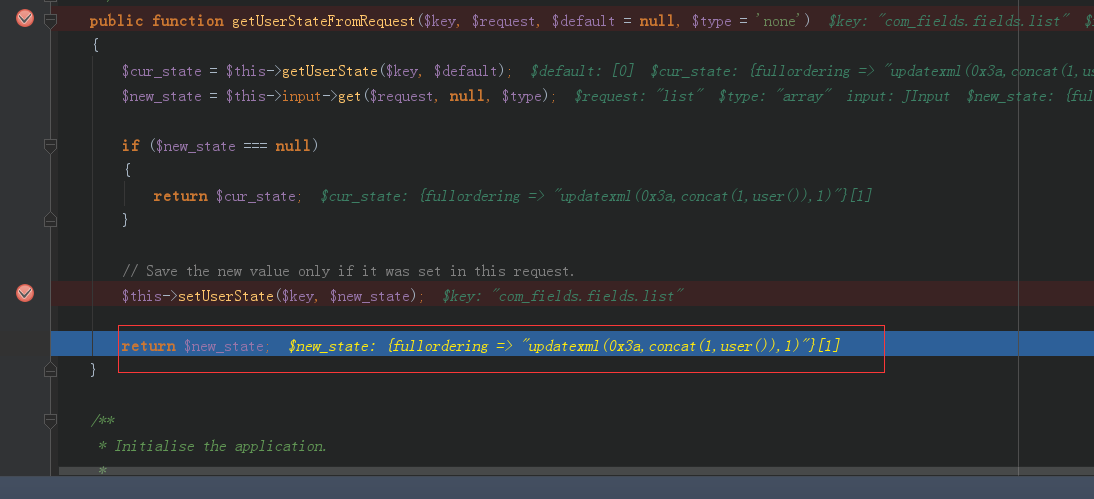 public function getUserStateFromRequest($key, $request, $default = null, $type = 'none') $key: "com_fields.fields.list"
{
$cur_state = $this->getUserState($key, $default); $default: [0] $cur_state: {fullordering => "updatexml(0x3a,concat(1,u
$new_state = $this->input->get($request, null, $type); $request: "list" $type: "array" input: JInput $new_state: {ful
if ($new_state === null)
{
return $cur_state; $cur_state: {fullordering => "updatexml(0x3a,concat(1,user()),1)"}[1]
}
// Save the new value only if it was set in this request.
$this->setUserState($key, $new_state); $key: "com_fields.fields.list"
return $new_state; $new_state: {fullordering => "updatexml(0x3a,concat(1,user()),1)"}[1]
}
/**
* Initialise the application.
*